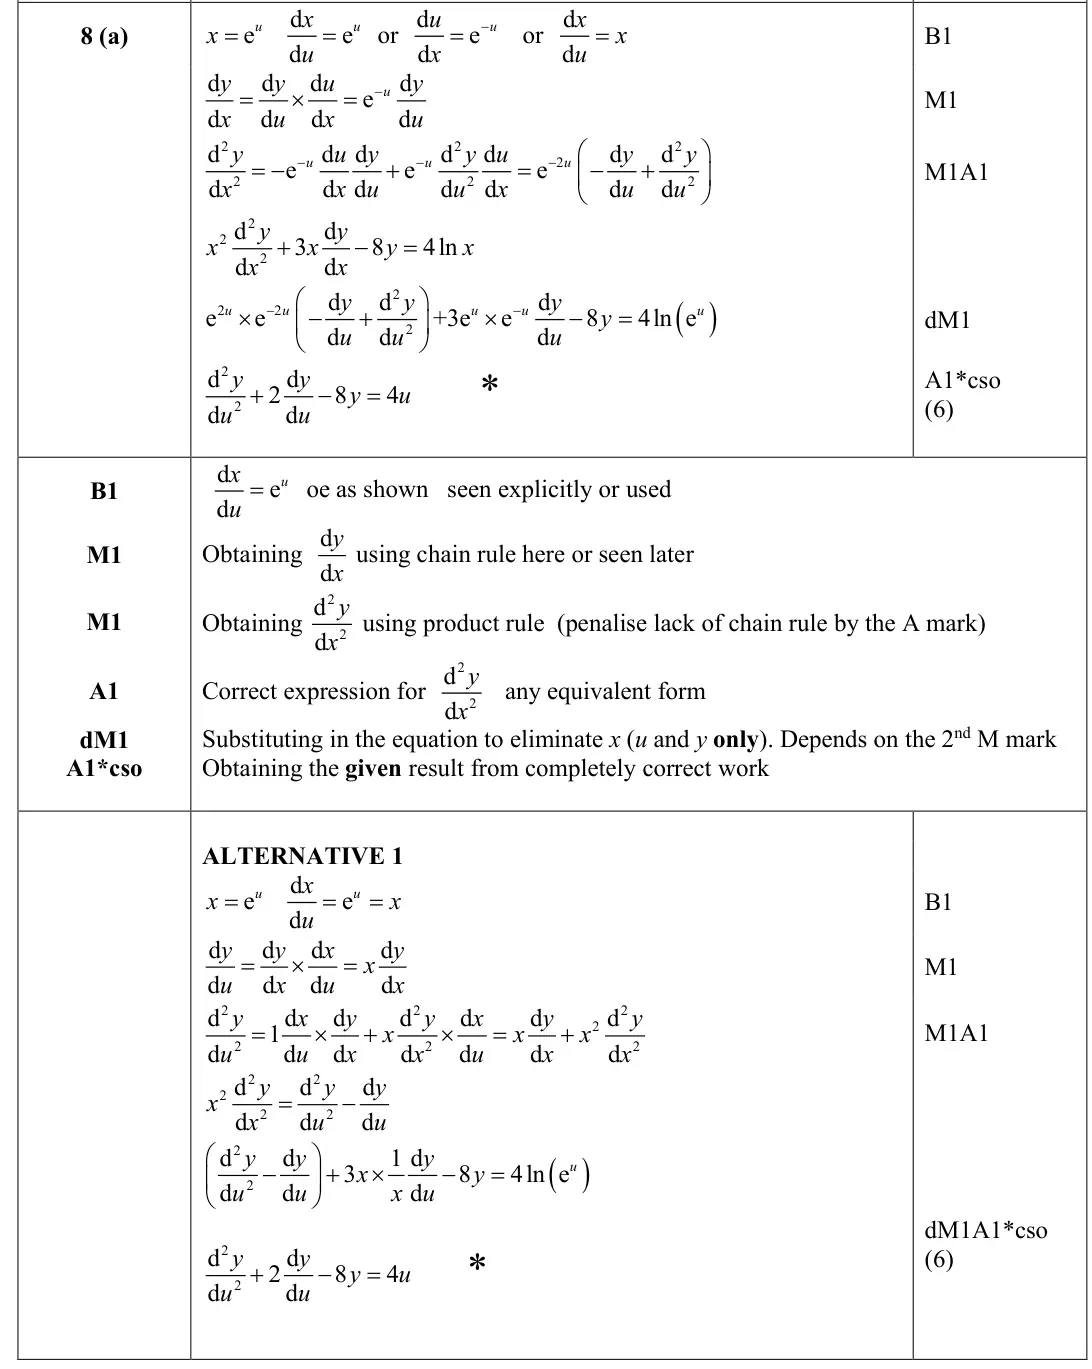 8 (a) x = e^u dx/du = e^u or du/dx = e^−u or dx/du = x B1
dy/dx = dy/du × du/dx = e^−u dy/du M1
d²y/dx² = −e^−u du/dx dy/du + e^−u d²y/du² du/dx = e^−2u (−dy/du + d²y/du²) M1A1
x² d²y/dx² + 3x dy/dx − 8y = 4 ln x
e^2u × e^−2u (−dy/du + d²y/du²) + 3e^u × e^−u dy/du − 8y = 4 ln(e^u) dM1
d²y/du² + 2 dy/du − 8y = 4u * A1*cso
(6)
B1 dx/du = e^u oe as shown seen explicitly or used
M1 Obtaining dy/dx using chain rule here or seen later
M1 Obtaining d²y/dx² using product rule (penalise lack of chain rule by the A mark)
A1 Correct expression for d²y/dx² any equivalent form
dM1 Substituting in the equation to eliminate x (u and y only). Depends on the 2nd M mark
A1*cso Obtaining the given result from completely correct work
ALTERNATIVE 1
x = e^u dx/du = e^u = x B1
dy/du = dy/dx × dx/du = x dy/dx M1
d²y/du² = 1 dx/du × dy/dx + x d²y/dx² × dx/du = x dy/dx + x² d²y/dx² M1A1
x² d²y/dx² = d²y/du² − dy/du
(d²y/du² − dy/du) + 3x × 1/x dy/du − 8y = 4 ln(e^u)
dM1A1*cso
d²y/du² + 2 dy/du − 8y = 4u * (6)